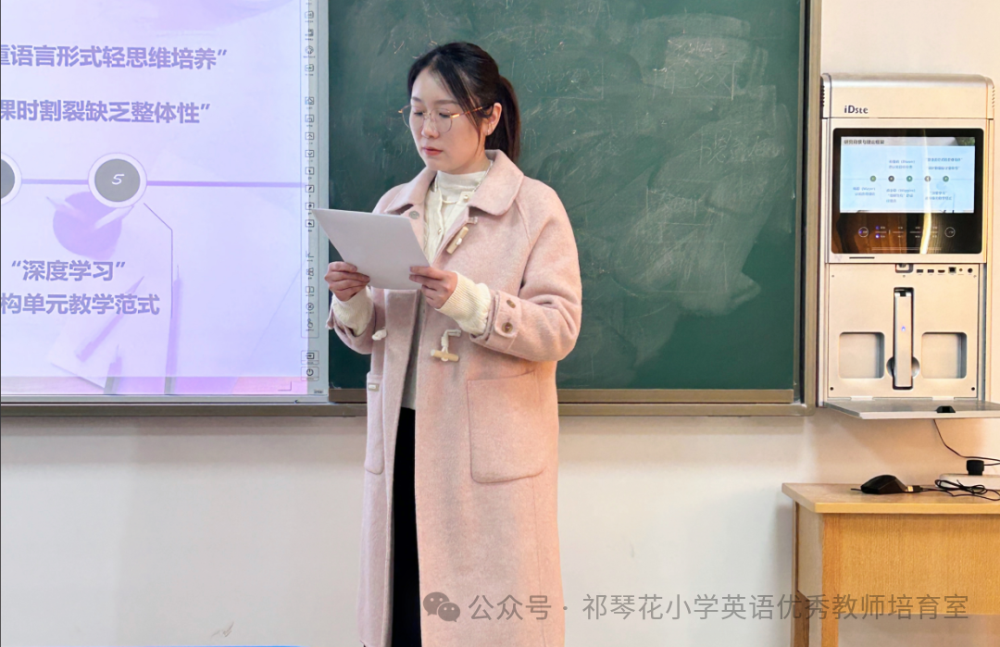 重语言形式轻思维培养”
课时割裂缺乏整体性”
5
“深度学习”
构单元教学范式
iDste
公众号 · 祁琴花小学英语优秀教师培育室